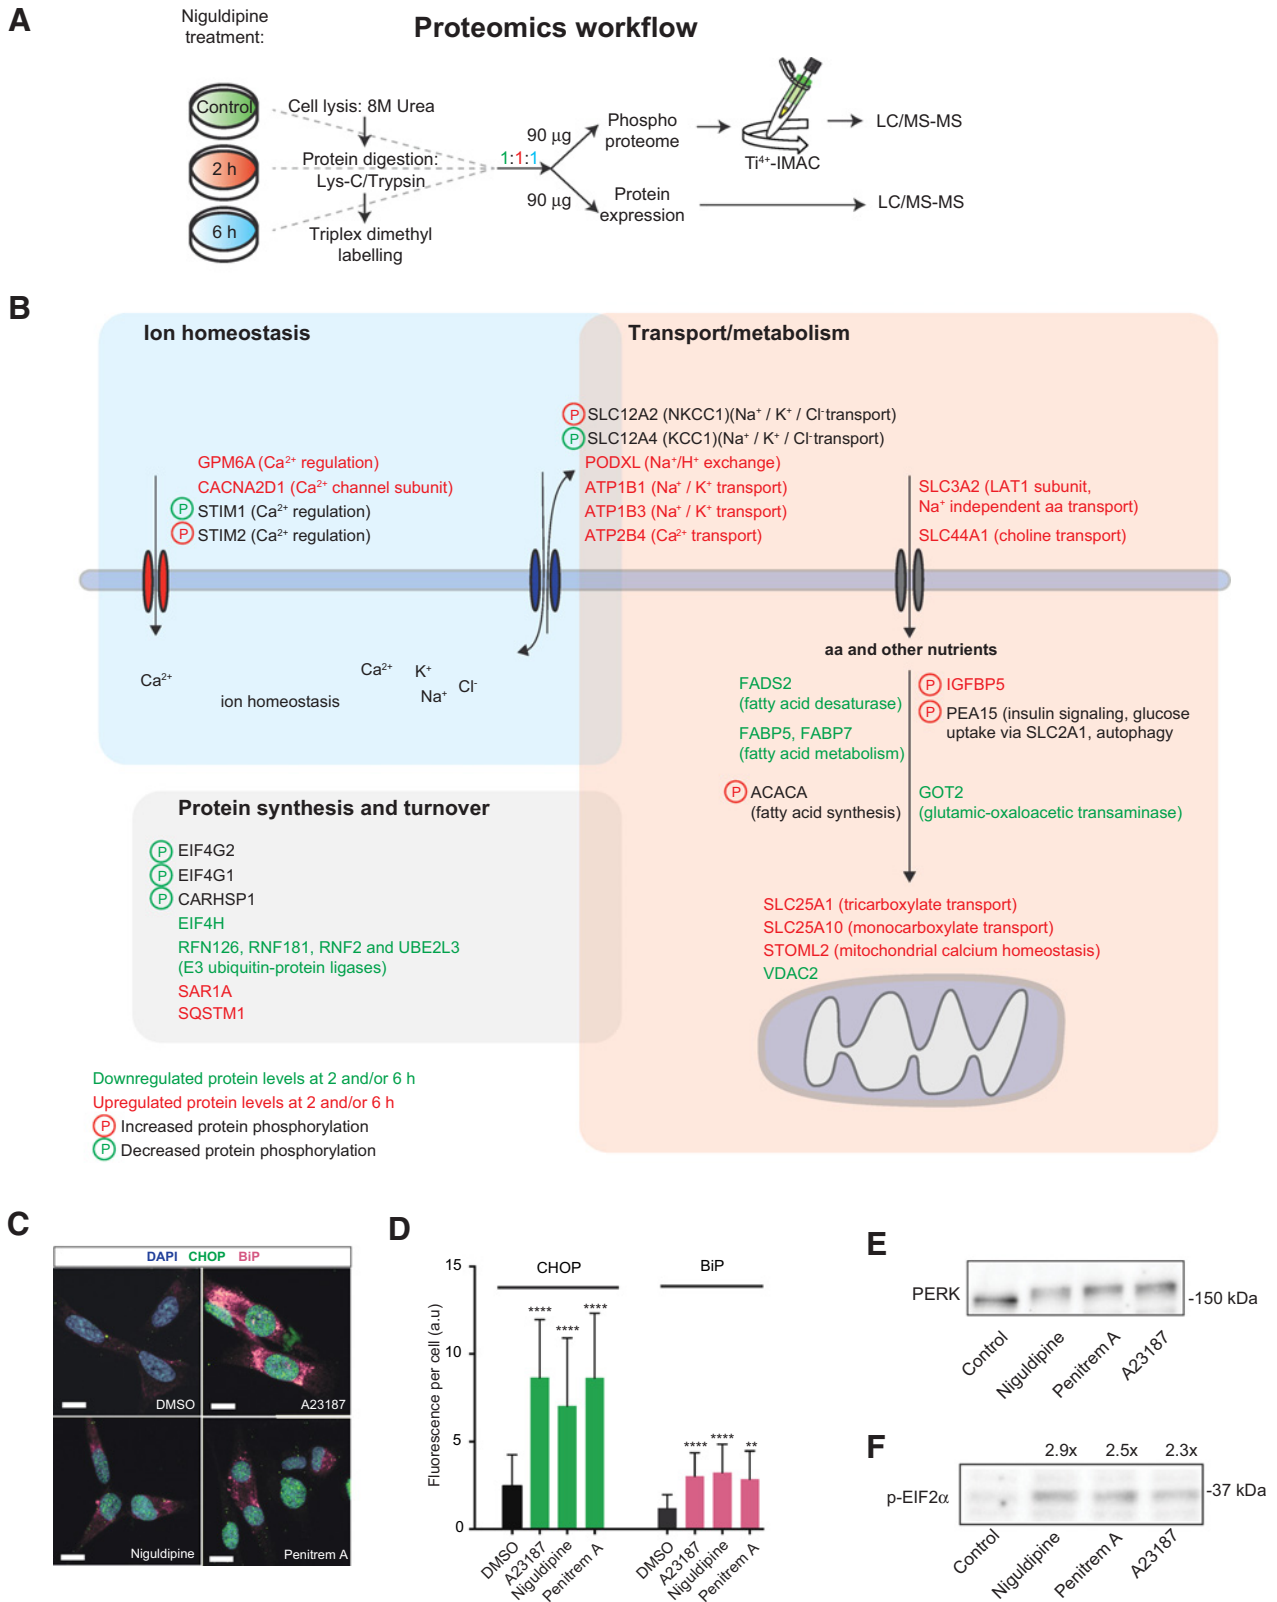 A
Niguldipine
treatment:
Proteomics workflow
Control
2 h
6 h
Cell lysis: 8M Urea
Protein digestion:
Lys-C/Trypsin
Triplex dimethyl
labelling
1:1:1
90 µg
90 µg
Phospho
proteome
Protein
expression
Ti⁴⁺-IMAC
LC/MS-MS
LC/MS-MS
B
Ion homeostasis
Transport/metabolism
P SLC12A2 (NKCC1)(Na⁺ / K⁺ / Cl⁻transport)
P SLC12A4 (KCC1)(Na⁺ / K⁺ / Cl⁻transport)
PODXL (Na⁺/H⁺ exchange)
ATP1B1 (Na⁺ / K⁺ transport)
ATP1B3 (Na⁺ / K⁺ transport)
ATP2B4 (Ca²⁺ transport)
GPM6A (Ca²⁺ regulation)
CACNA2D1 (Ca²⁺ channel subunit)
P STIM1 (Ca²⁺ regulation)
P STIM2 (Ca²⁺ regulation)
SLC3A2 (LAT1 subunit,
Na⁺ independent aa transport)
SLC44A1 (choline transport)
Ca²⁺
ion homeostasis
Ca²⁺
K⁺
Na⁺
Cl⁻
aa and other nutrients
FADS2
(fatty acid desaturase)
FABP5, FABP7
(fatty acid metabolism)
P ACACA
(fatty acid synthesis)
P IGFBP5
P PEA15 (insulin signaling, glucose
uptake via SLC2A1, autophagy
GOT2
(glutamic-oxaloacetic transaminase)
SLC25A1 (tricarboxylate transport)
SLC25A10 (monocarboxylate transport)
STOML2 (mitochondrial calcium homeostasis)
VDAC2
Protein synthesis and turnover
P EIF4G2
P EIF4G1
P CARHSP1
EIF4H
RFN126, RNF181, RNF2 and UBE2L3
(E3 ubiquitin-protein ligases)
SAR1A
SQSTM1
Downregulated protein levels at 2 and/or 6 h
Upregulated protein levels at 2 and/or 6 h
P Increased protein phosphorylation
P Decreased protein phosphorylation
C
DAPI CHOP BiP
DMSO
A23187
Niguldipine
Penitrem A
D
Fluorescence per cell (a.u)
15
10
5
0
CHOP
BiP
****
****
****
****
****
**
DMSO
A23187
Niguldipine
Penitrem A
DMSO
A23187
Niguldipine
Penitrem A
E
PERK
-150 kDa
Control
Niguldipine
Penitrem A
A23187
F
2.9x
2.5x
2.3x
p-EIF2α
-37 kDa
Control
Niguldipine
Penitrem A
A23187